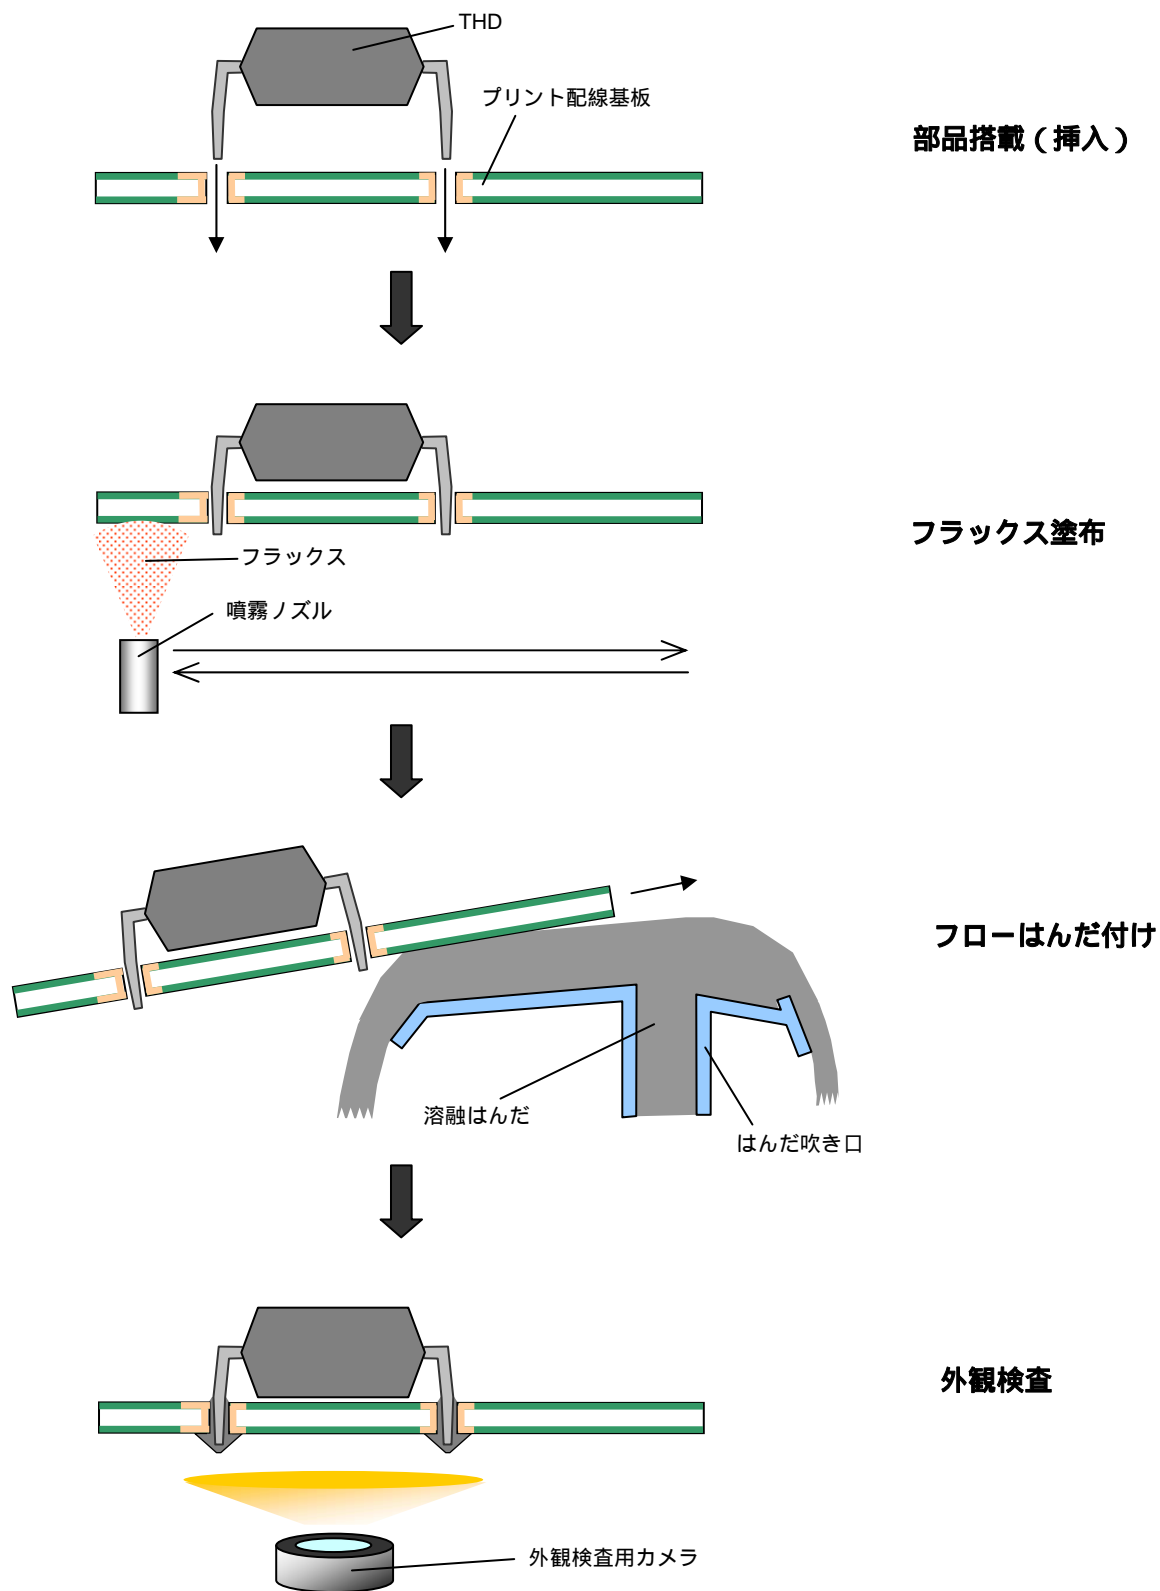 THD
プリント配線基板
部品搭載(挿入)
フラックス塗布
フラックス
噴霧ノズル
フローはんだ付け
溶融はんだ
はんだ吹き口
外観検査
外観検査用カメラ